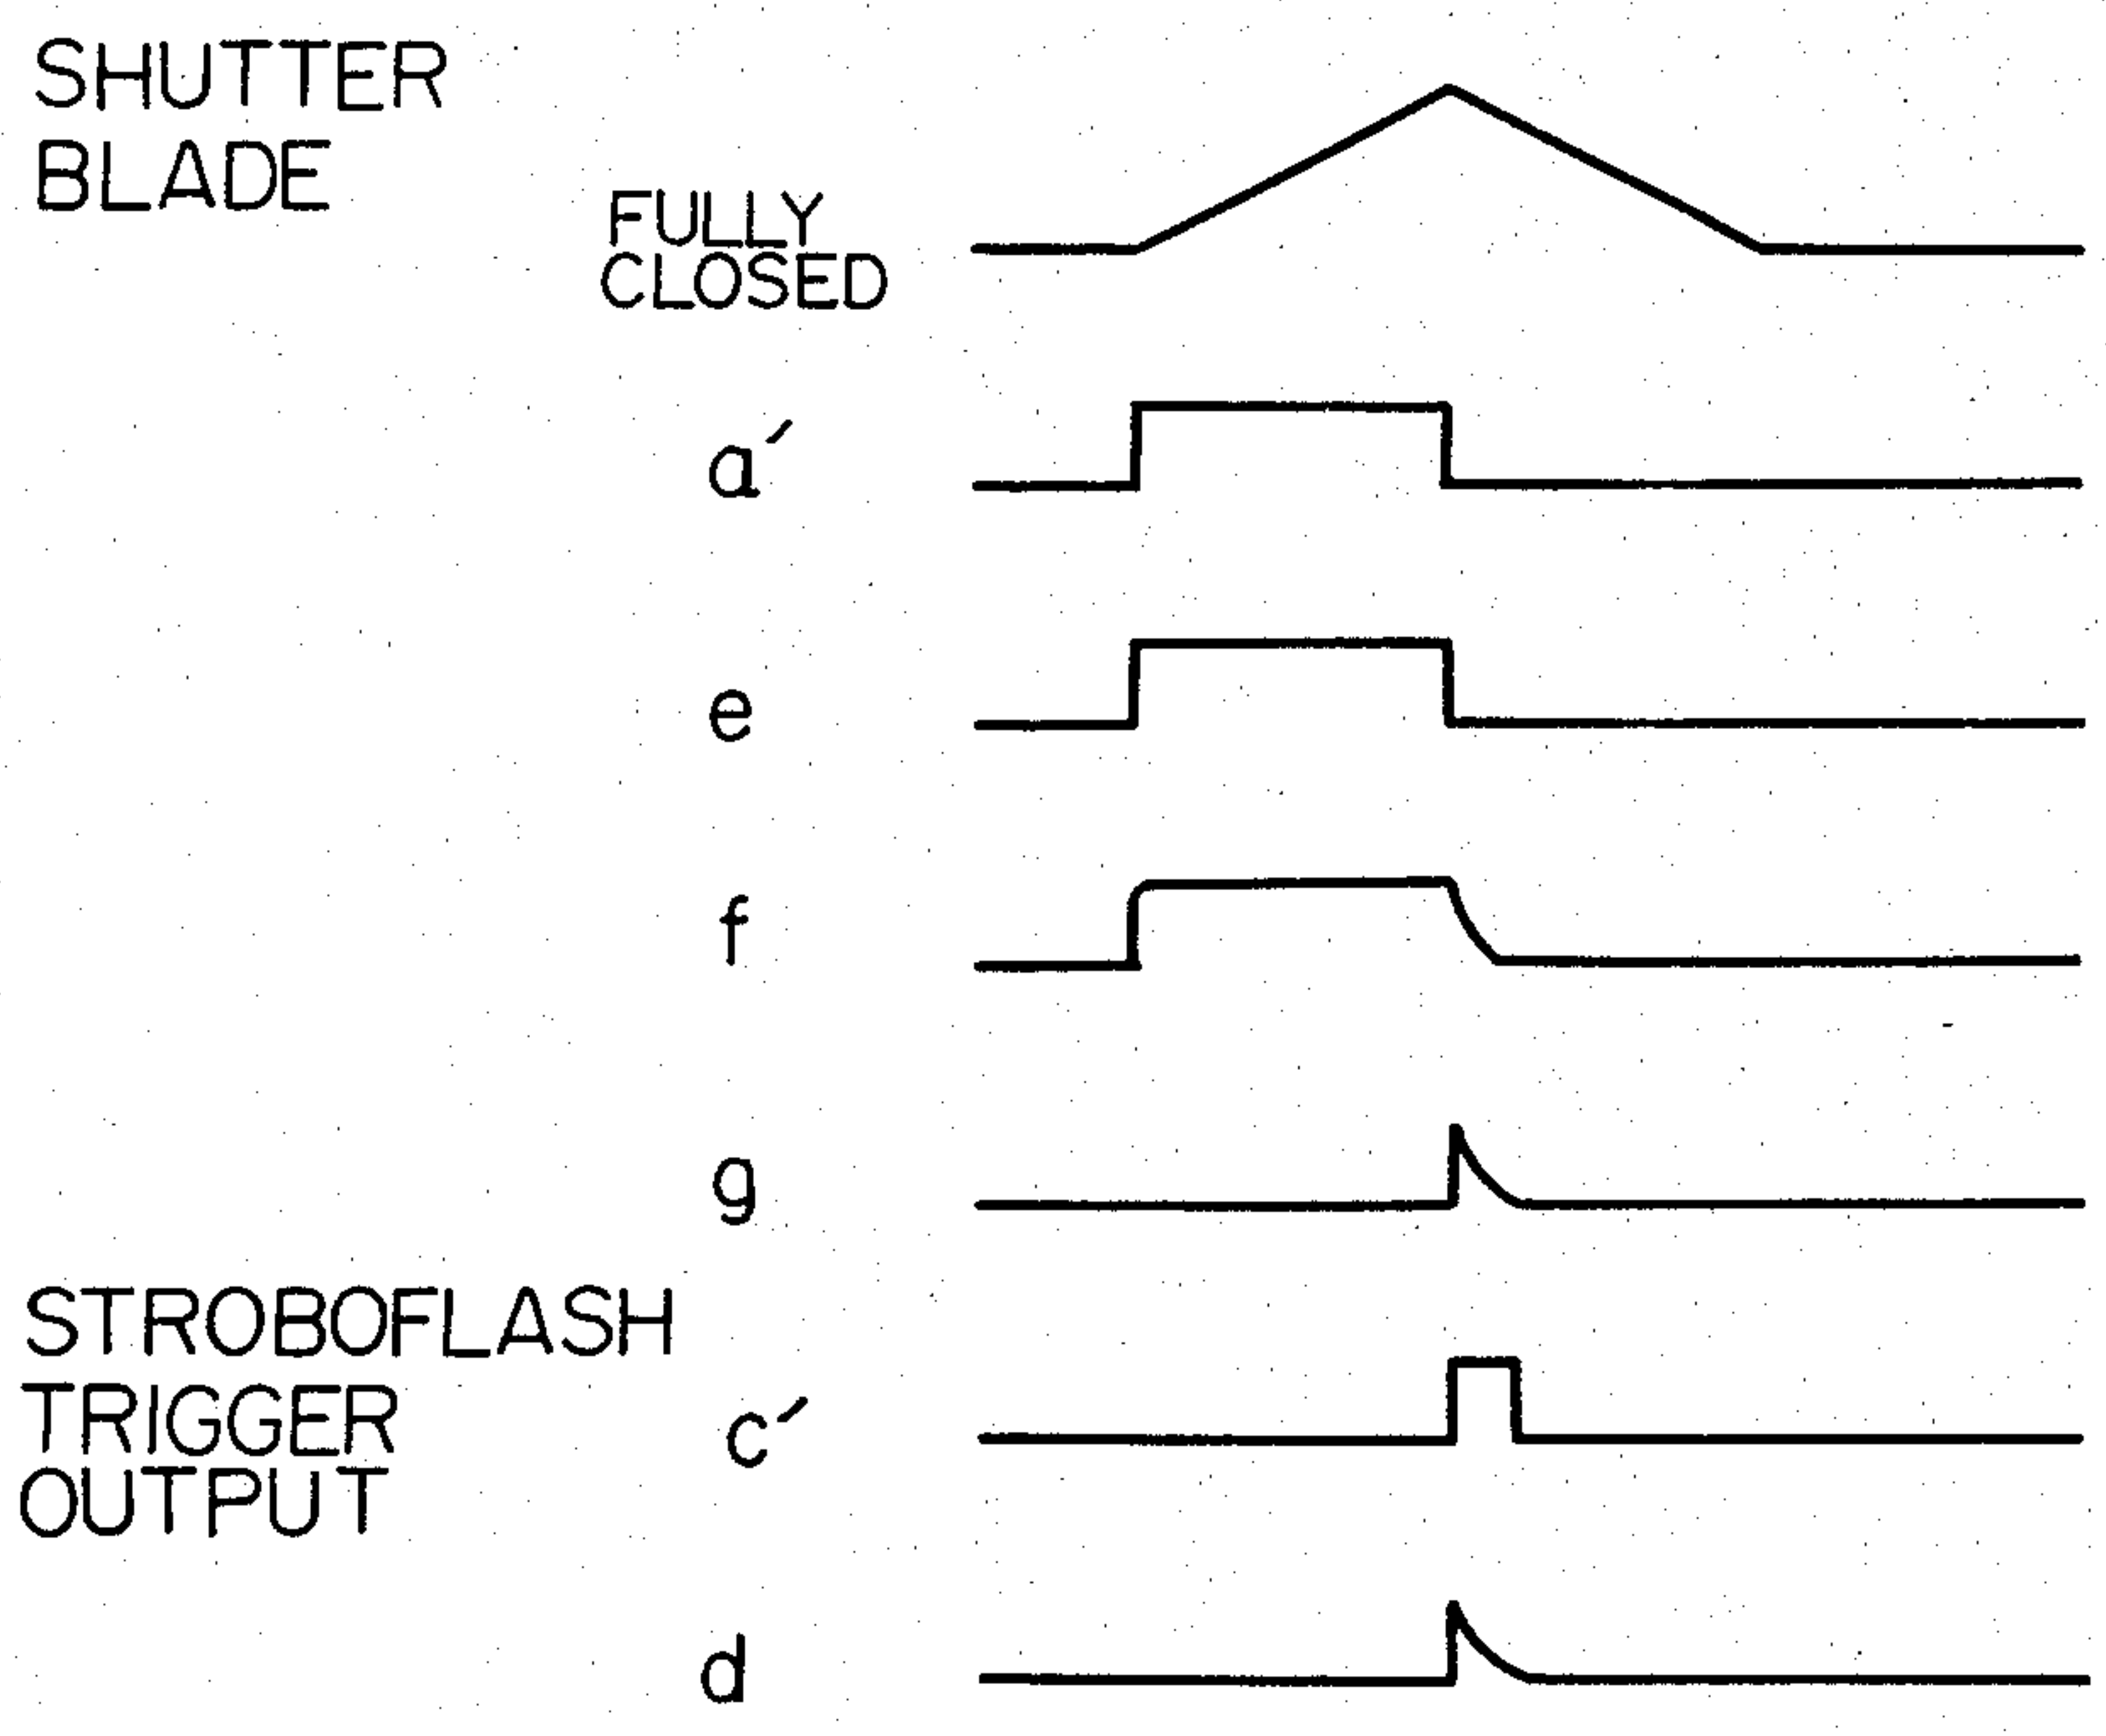 SHUTTER
BLADE
FULLY
CLOSED
a′
e
f
g
STROBOFLASH
TRIGGER
OUTPUT
c′
d